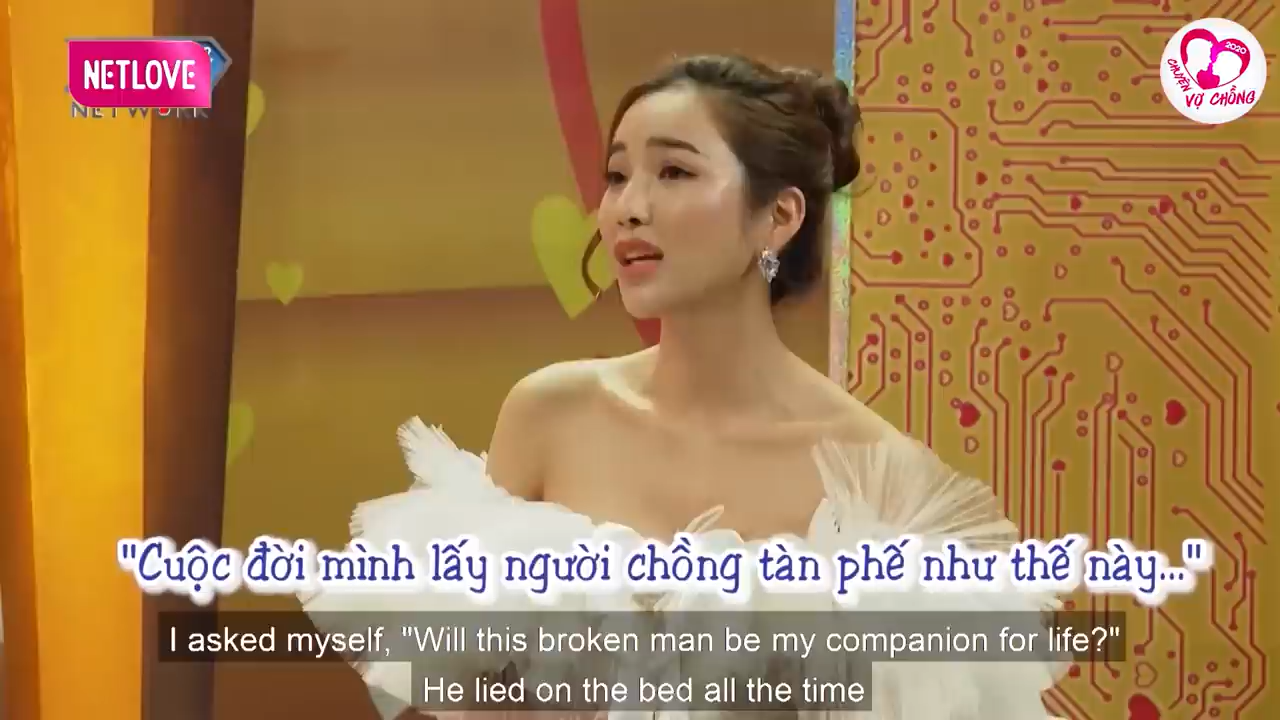 NETLOVE
NETWORK
2020
CHUYỆN
VỢ CHỒNG
"Cuộc đời mình lấy người chồng tàn phế như thế này..."
I asked myself, "Will this broken man be my companion for life?"
He lied on the bed all the time